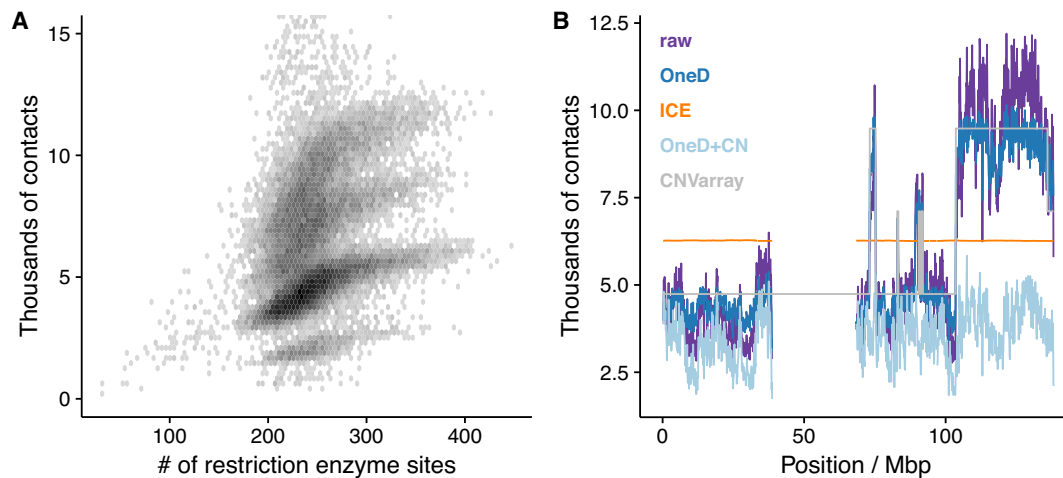 A
Thousands of contacts
15
10
5
0
100
200
300
400
# of restriction enzyme sites
B
Thousands of contacts
12.5
10.0
7.5
5.0
2.5
raw
OneD
ICE
OneD+CN
CNVarray
0
50
100
Position / Mbp